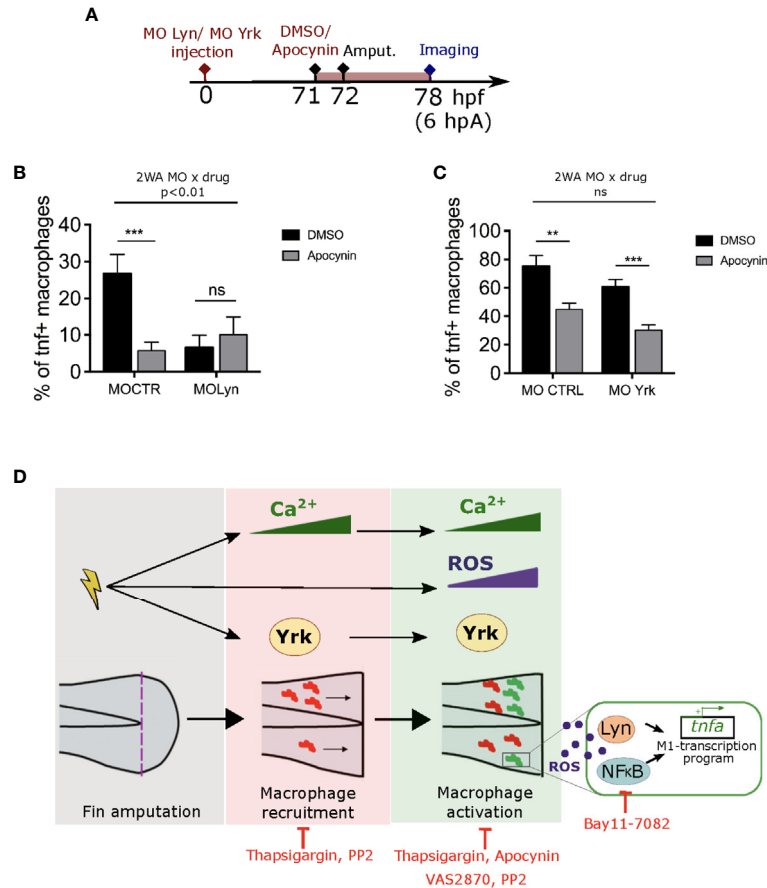 A
MO Lyn/ MO Yrk
injection
DMSO/
Apocynin
Amput.
Imaging
0
71
72
78 hpf
(6 hpA)
B
2WA MO x drug
p<0.01
% of tnf+ macrophages
40
30
20
10
0
***
ns
MOCTR
MOLyn
DMSO
Apocynin
C
2WA MO x drug
ns
% of tnf+ macrophages
100
80
60
40
20
0
**
***
MO CTRL
MO Yrk
DMSO
Apocynin
D
Ca2+
Ca2+
ROS
Yrk
Yrk
Fin amputation
Macrophage
recruitment
Macrophage
activation
Thapsigargin, PP2
Thapsigargin, Apocynin
VAS2870, PP2
ROS
Lyn
NFκB
+
tnfa
M1-transcription
program
Bay11-7082